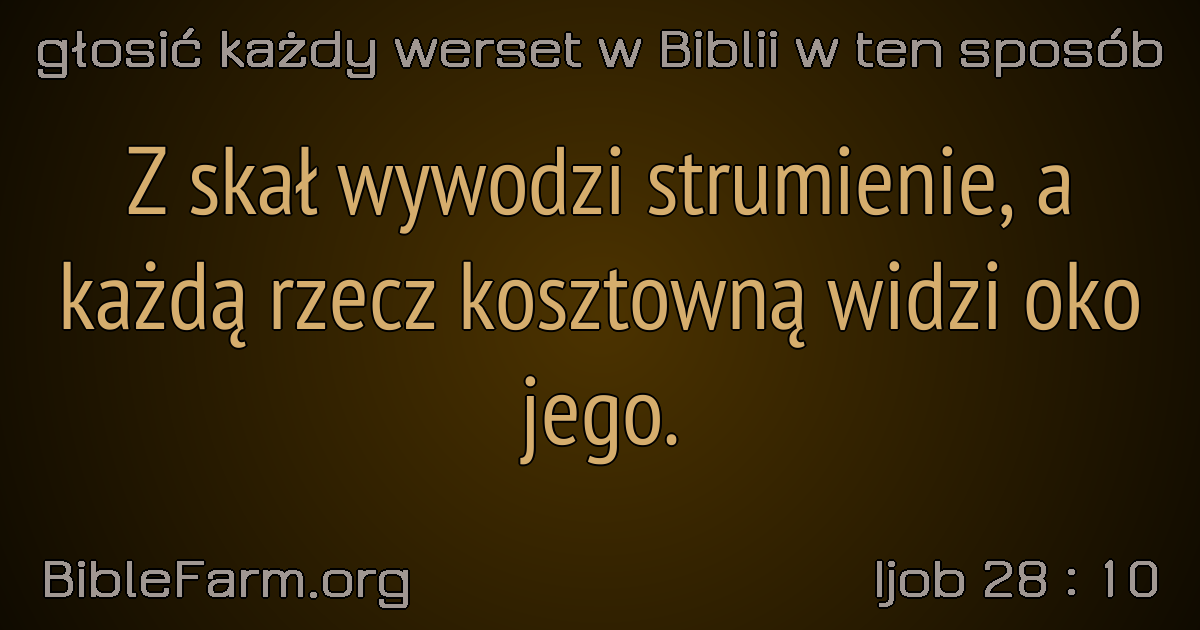 głosić każdy werset w Biblii w ten sposób
Z skał wywodzi strumienie, a
każdą rzecz kosztowną widzi oko
jego.
BibleFarm.org
Ijob 28 : 10